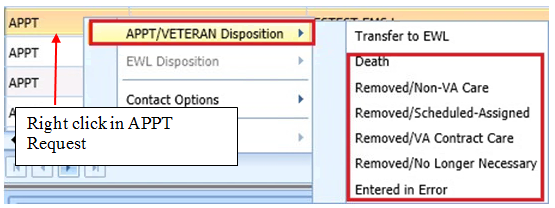 APPT
APPT
APPT
APPT/VETERAN Disposition
EWL Disposition
Contact Options
Right click in APPT
Request
Transfer to EWL
Death
Removed/Non-VA Care
Removed/Scheduled-Assigned
Removed/VA Contract Care
Removed/No Longer Necessary
Entered in Error